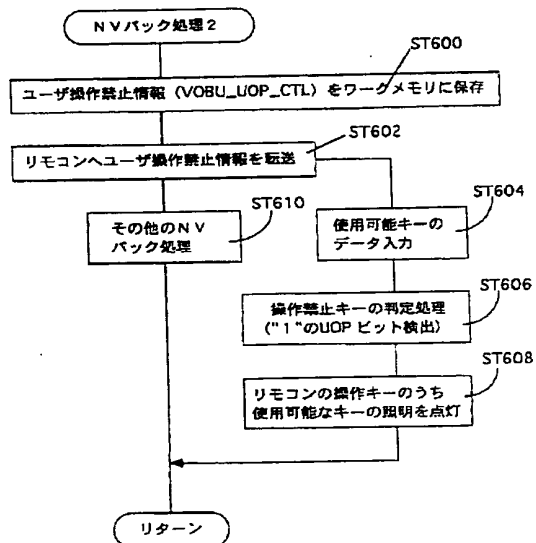 NVパック処理2
ST600
ユーザ操作禁止情報（VOBU_UOP_CTL）をワークメモリに保存
ST602
リモコンへユーザ操作禁止情報を転送
ST610
その他のNV
パック処理
ST604
使用可能キーの
データ入力
ST606
操作禁止キーの判定処理
("1"のUOPビット検出)
ST608
リモコンの操作キーのうち
使用可能なキーの照明を点灯
リターン